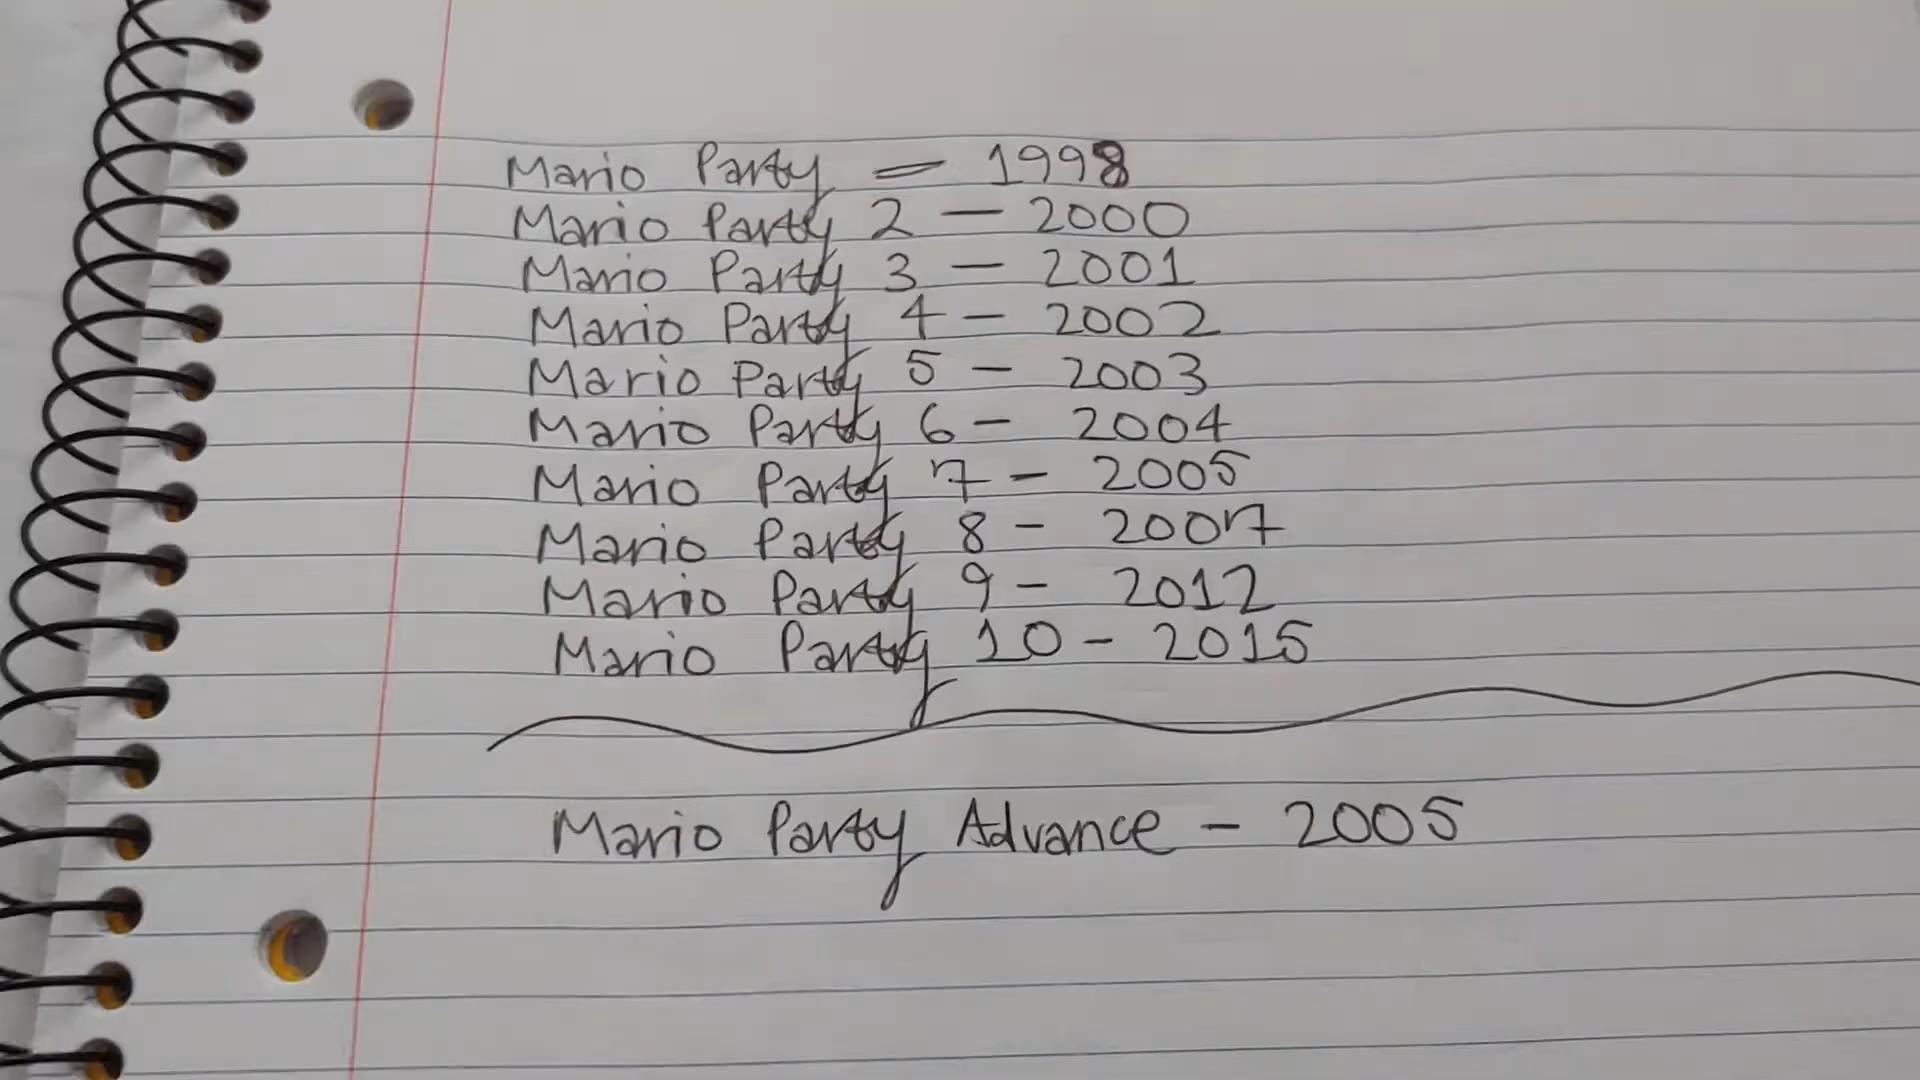 Mario Party - 1998
Mario Party 2 - 2000
Mario Party 3 - 2001
Mario Party 4 - 2002
Mario Party 5 - 2003
Mario Party 6 - 2004
Mario Party 7 - 2005
Mario Party 8 - 2007
Mario Party 9 - 2012
Mario Party 10 - 2015
Mario Party Advance - 2005